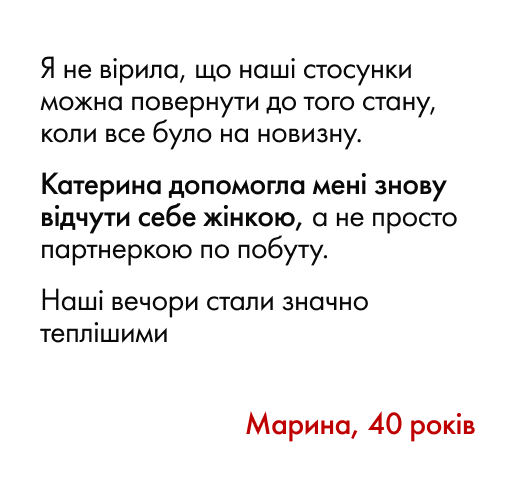 Я не вірила, що наші стосунки
можна повернути до того стану,
коли все було на новизну.
Катерина допомогла мені знову
відчути себе жінкою, а не просто
партнеркою по побуту.
Наші вечори стали значно
теплішими
Марина, 40 років